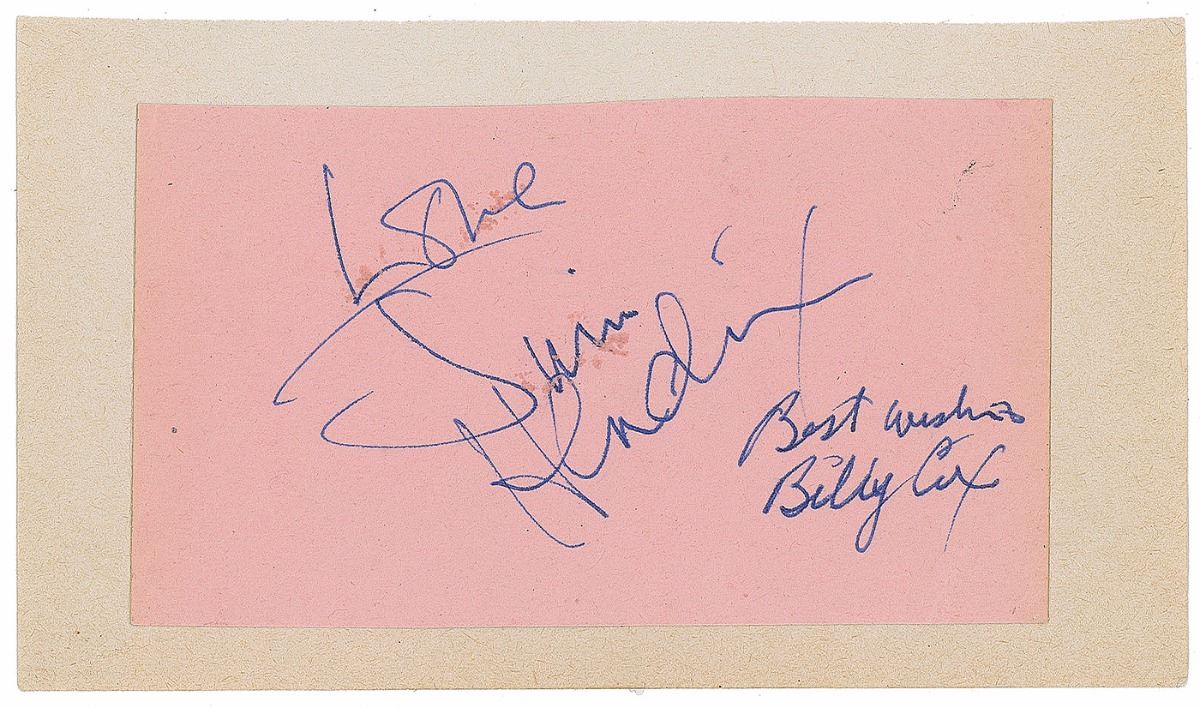 Love
Jimi
Hendrix
Best wishes
Billy Cox